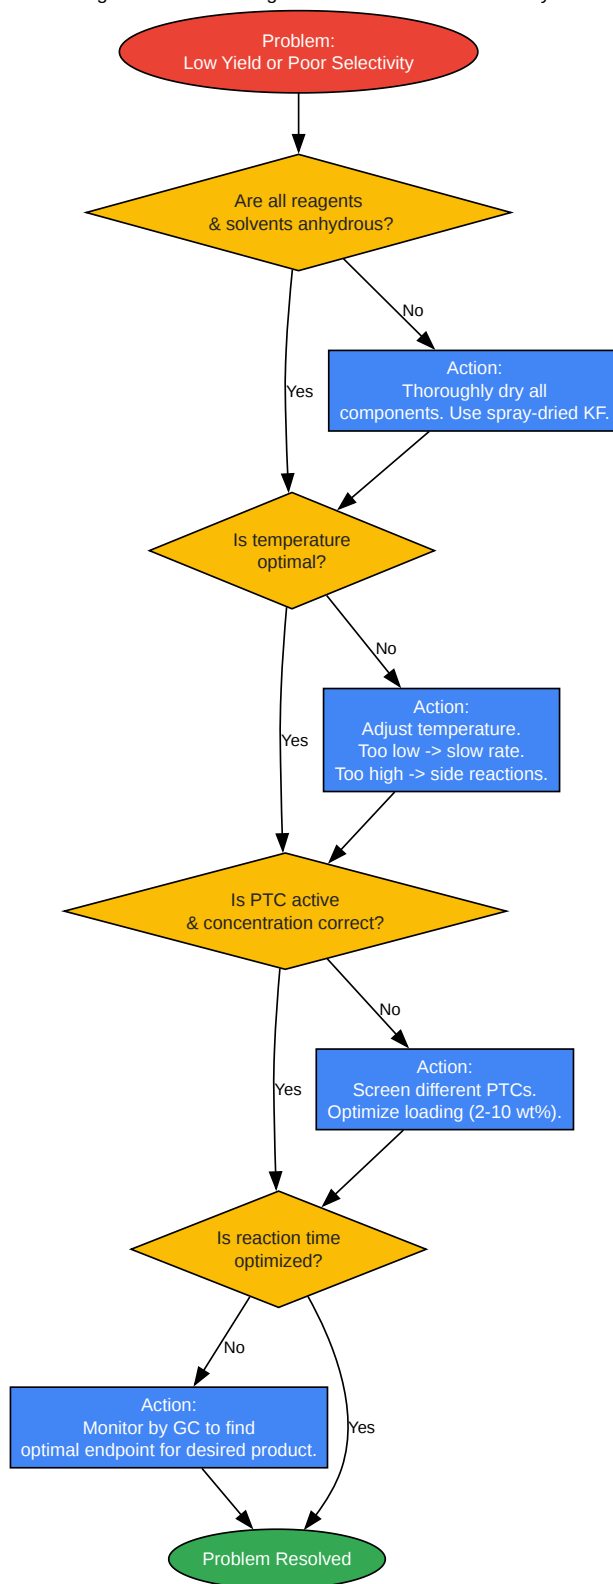 Problem:
Low Yield or Poor Selectivity
Are all reagents
& solvents anhydrous?
No
Action:
Thoroughly dry all
components. Use spray-dried KF.
Yes
Is temperature
optimal?
No
Action:
Adjust temperature.
Too low -> slow rate.
Too high -> side reactions.
Yes
Is PTC active
& concentration correct?
No
Action:
Screen different PTCs.
Optimize loading (2-10 wt%).
Yes
Is reaction time
optimized?
No
Action:
Monitor by GC to find
optimal endpoint for desired product.
Yes
Problem Resolved